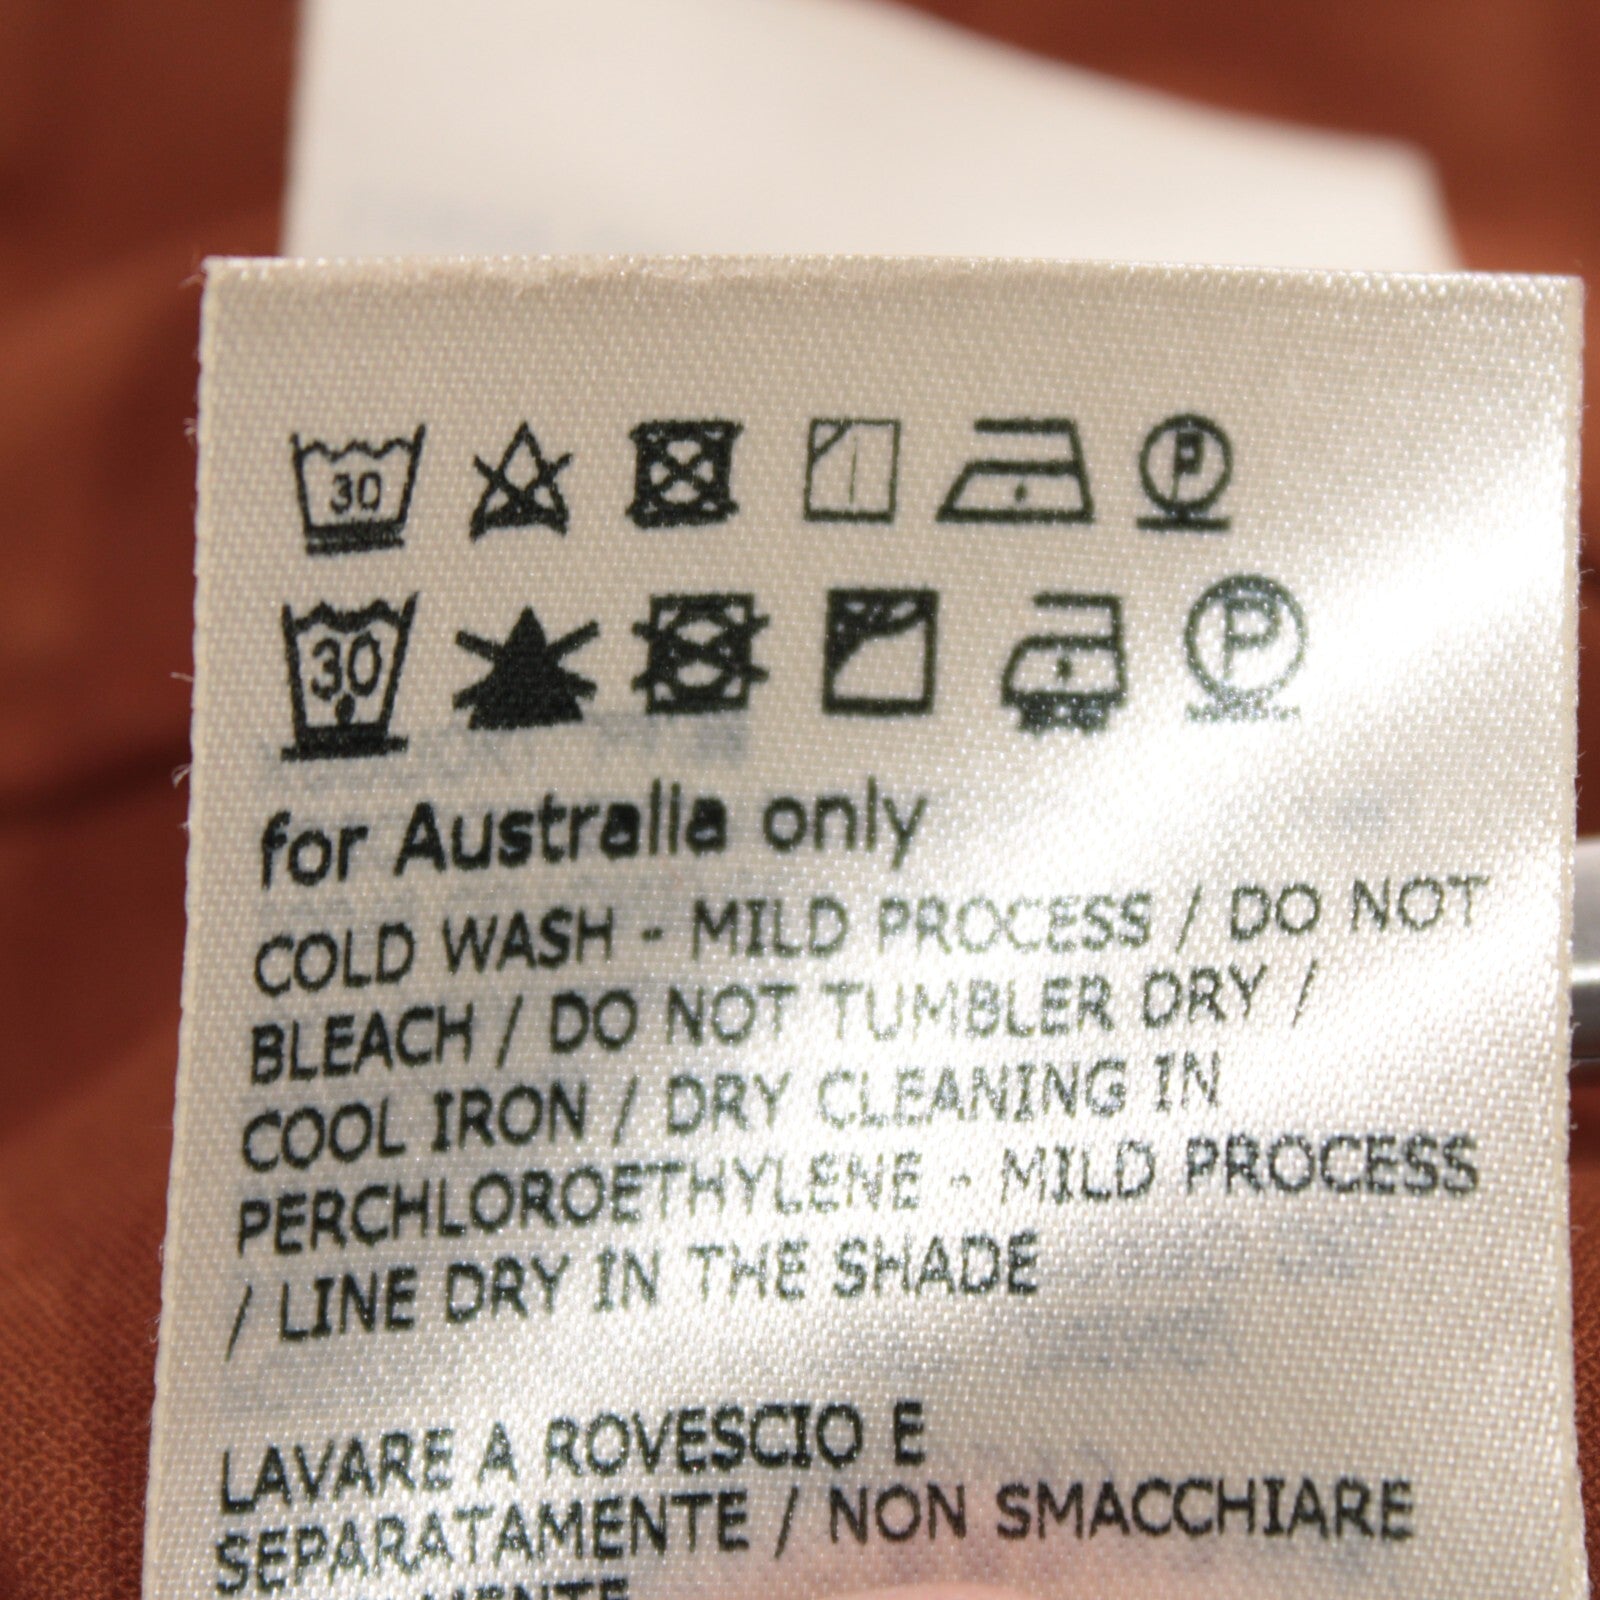 30 P
30 P
for Australia only
COLD WASH - MILD PROCESS / DO NOT
BLEACH / DO NOT TUMBLER DRY /
COOL IRON / DRY CLEANING IN
PERCHLOROETHYLENE - MILD PROCESS
/ LINE DRY IN THE SHADE
LAVARE A ROVESCIO E
SEPARATAMENTE / NON SMACCHIARE